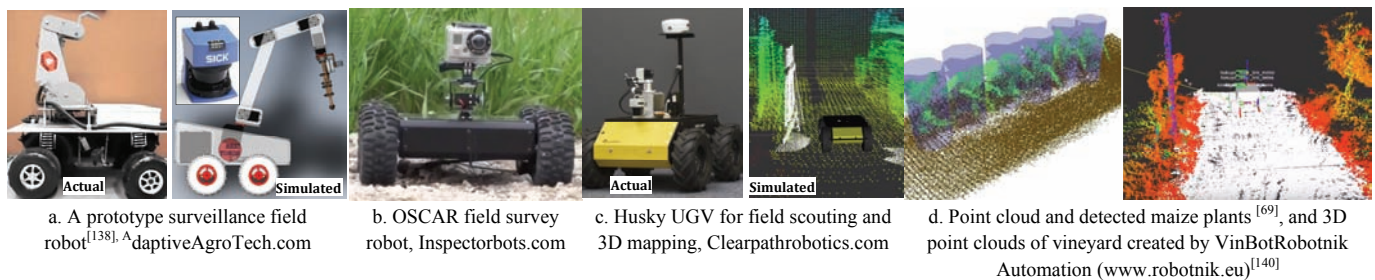 SICK
Actual
Simulated
Actual
Simulated
a. A prototype surveillance field
robot[138], AdaptiveAgroTech.com
b. OSCAR field survey
robot, Inspectorbots.com
c. Husky UGV for field scouting and
3D mapping, Clearpathrobotics.com
d. Point cloud and detected maize plants [69], and 3D
point clouds of vineyard created by VinBotRobotnik
Automation (www.robotnik.eu)[140]